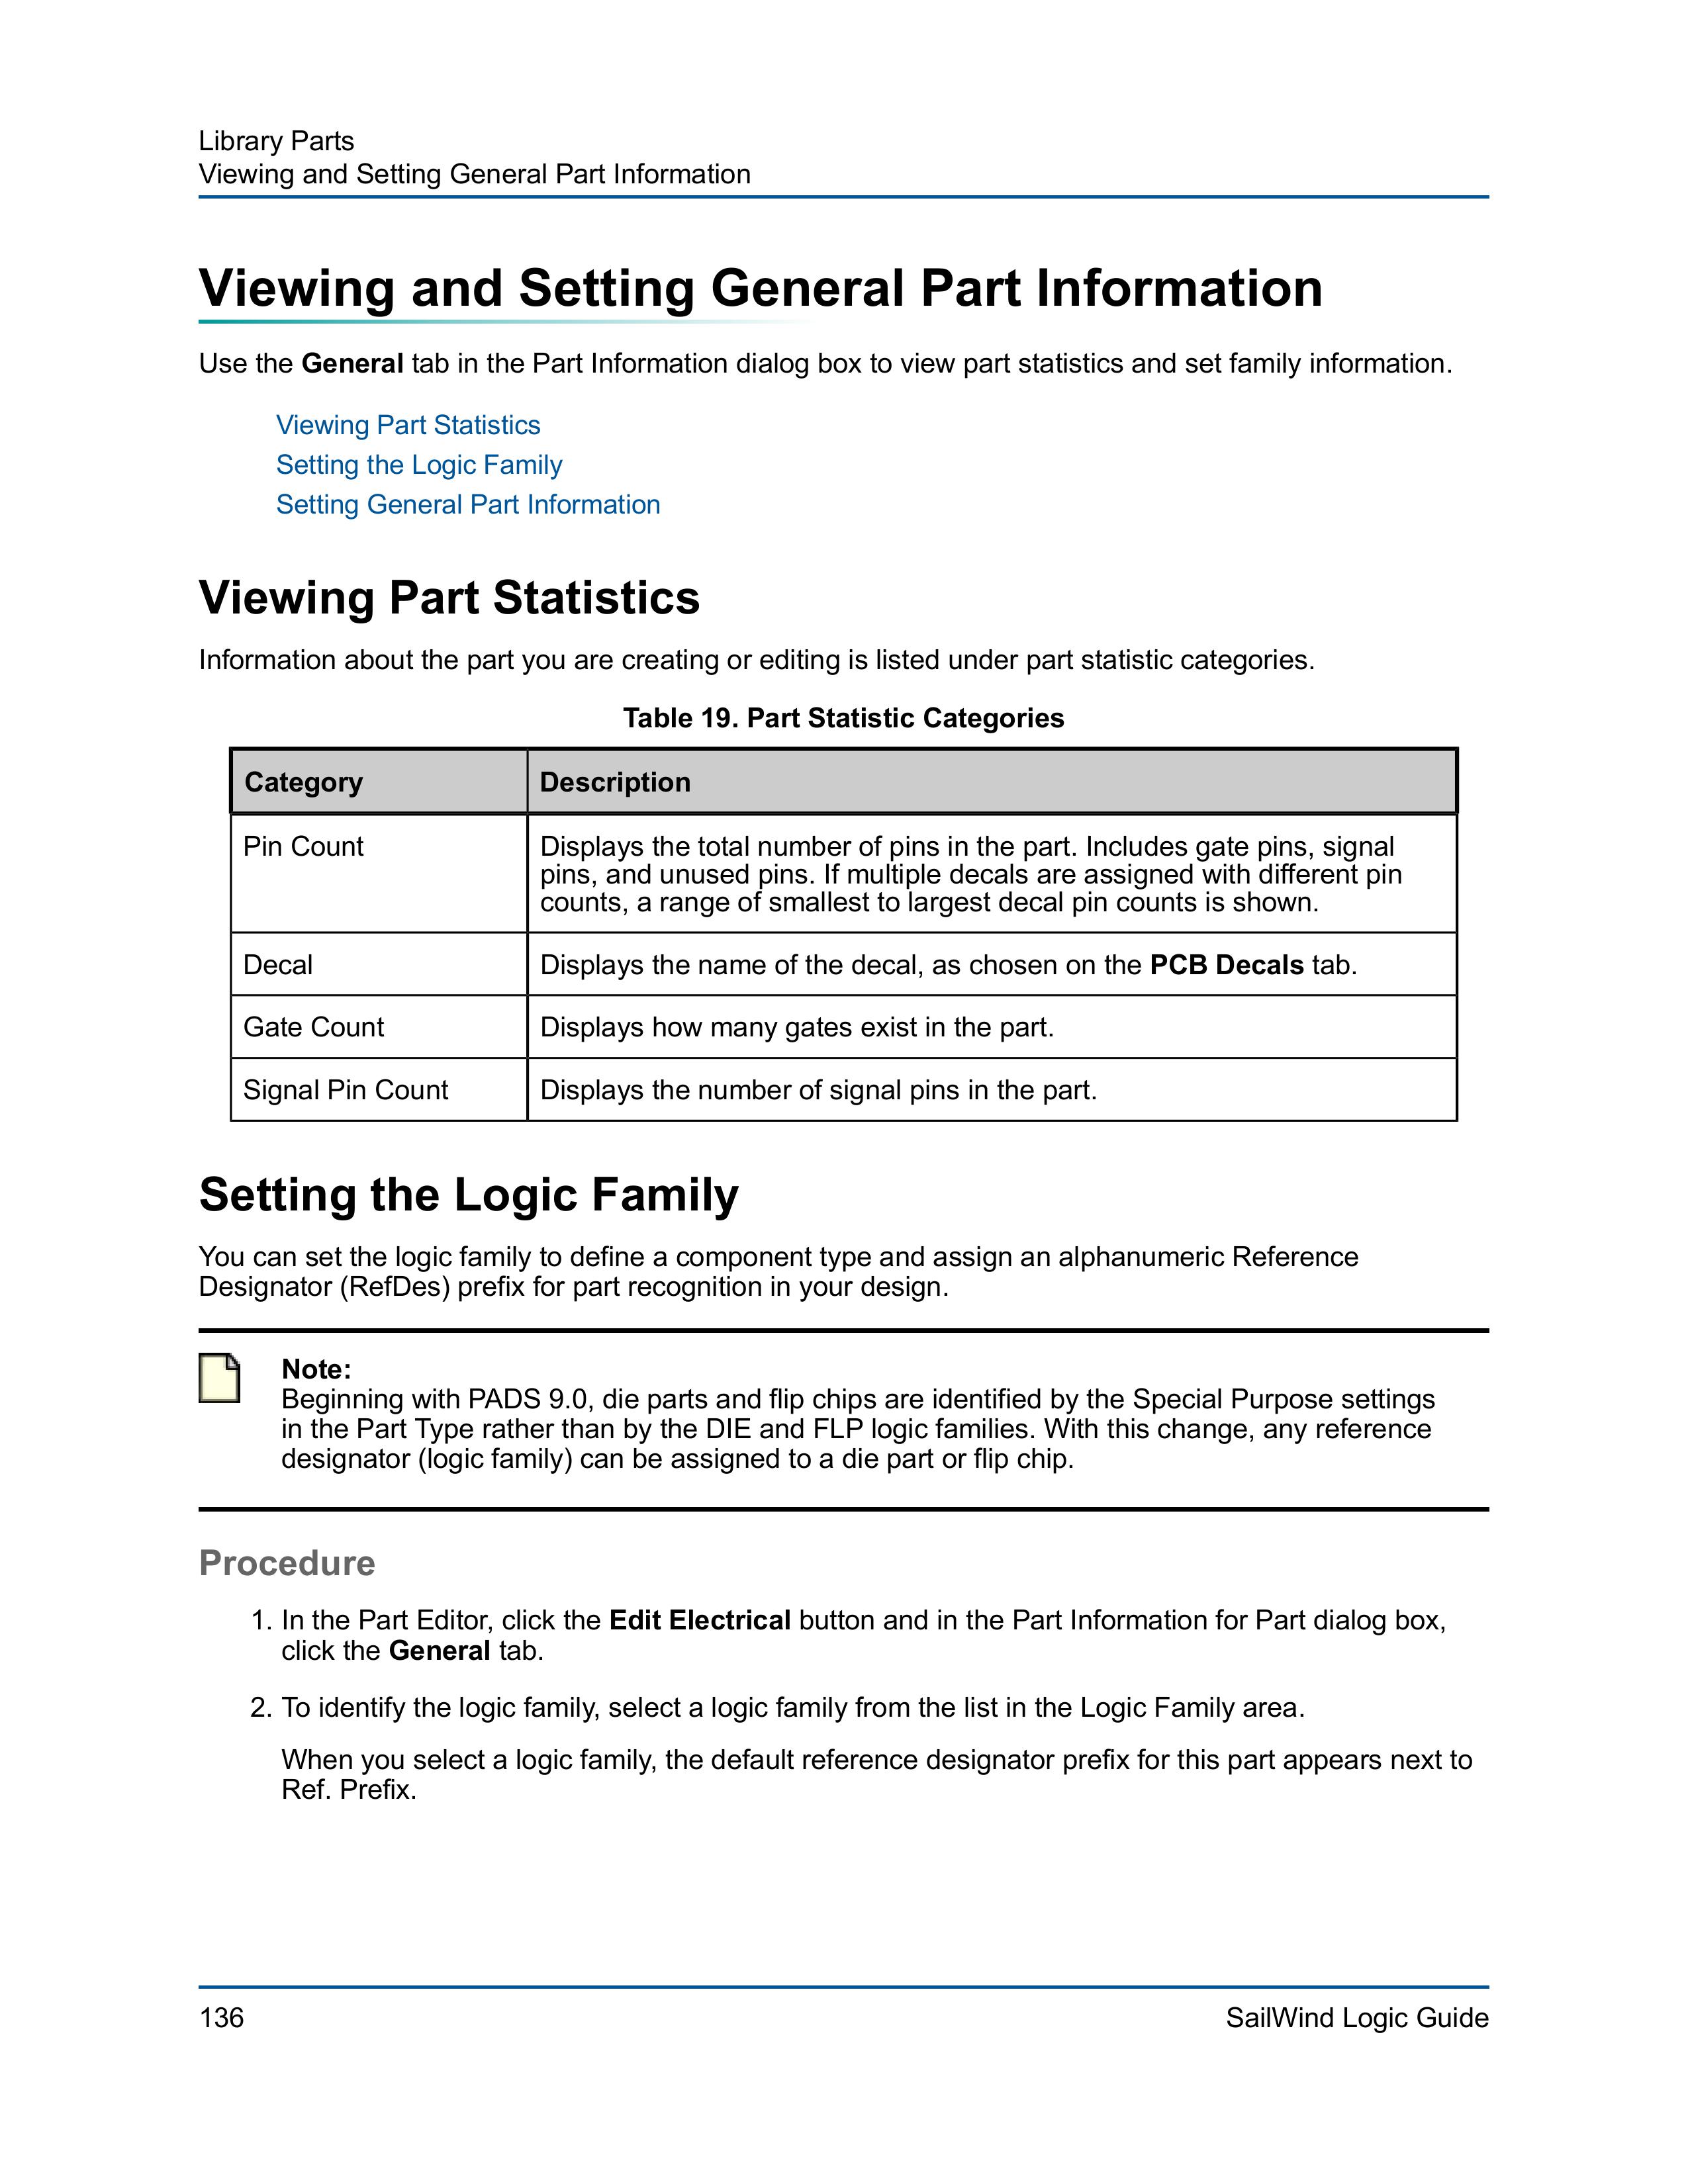 Library Parts
Viewing and Setting General Part Information
Viewing and Setting General Part Information
Use the General tab in the Part Information dialog box to view part statistics and set family information.
Viewing Part Statistics
Setting the Logic Family
Setting General Part Information
Viewing Part Statistics
Information about the part you are creating or editing is listed under part statistic categories.
Table 19. Part Statistic Categories
Category Description
Pin Count Displays the total number of pins in the part. Includes gate pins, signal
pins, and unused pins. If multiple decals are assigned with different pin
counts, a range of smallest to largest decal pin counts is shown.
Decal Displays the name of the decal, as chosen on the PCB Decals tab.
Gate Count Displays how many gates exist in the part.
Signal Pin Count Displays the number of signal pins in the part.
Setting the Logic Family
You can set the logic family to define a component type and assign an alphanumeric Reference
Designator (RefDes) prefix for part recognition in your design.
Note:
Beginning with PADS 9.0, die parts and flip chips are identified by the Special Purpose settings
in the Part Type rather than by the DIE and FLP logic families. With this change, any reference
designator (logic family) can be assigned to a die part or flip chip.
Procedure
1. In the Part Editor, click the Edit Electrical button and in the Part Information for Part dialog box,
click the General tab.
2. To identify the logic family, select a logic family from the list in the Logic Family area.
When you select a logic family, the default reference designator prefix for this part appears next to
Ref. Prefix.
136 SailWind Logic Guide